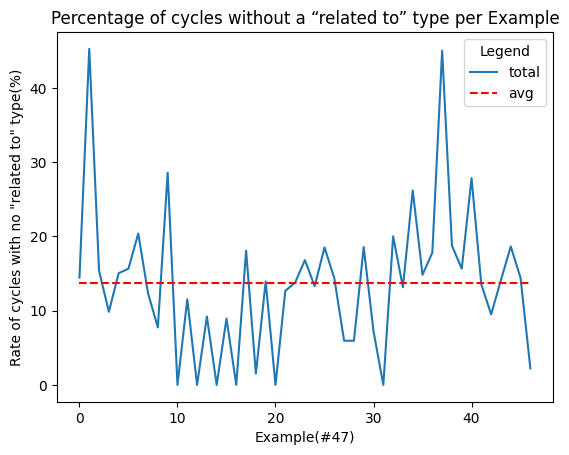 Percentage of cycles without a “related to” type per Example
Legend
total
avg
Rate of cycles with no "related to" type(%)
40
30
20
10
0
0 10 20 30 40
Example(#47)